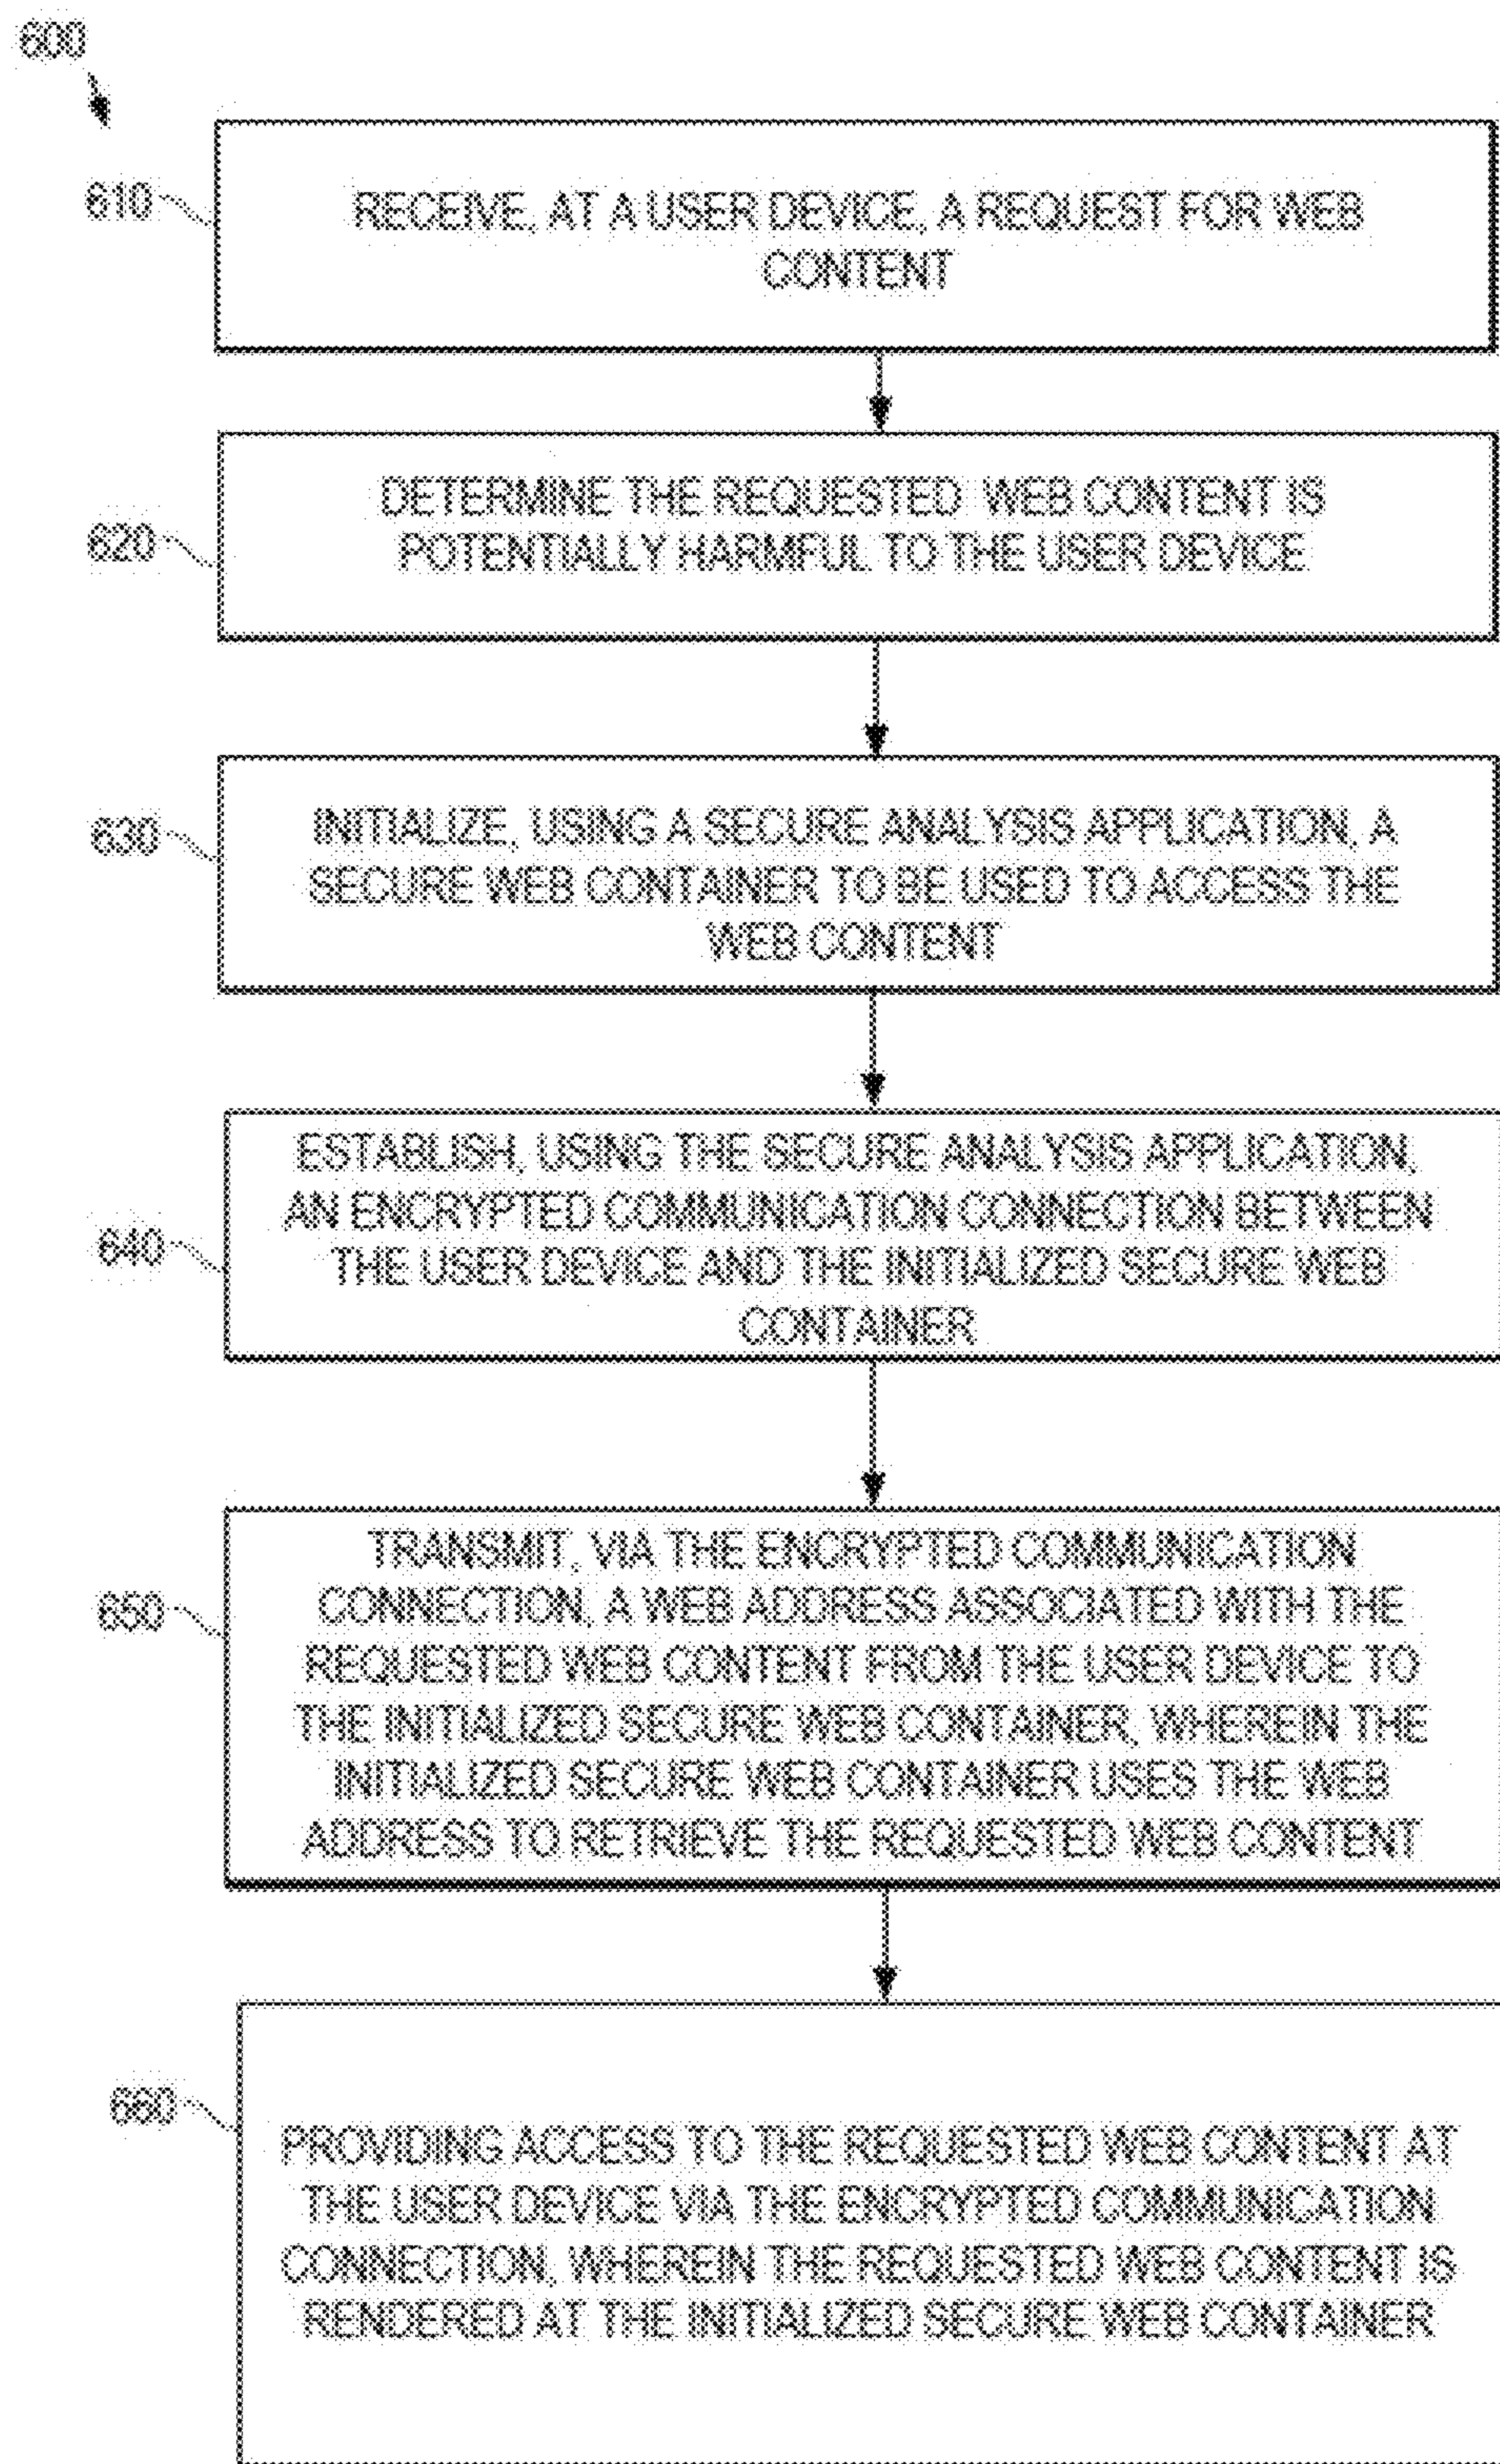 600
610
RECEIVE, AT A USER DEVICE, A REQUEST FOR WEB
CONTENT
620
DETERMINE THE REQUESTED WEB CONTENT IS
POTENTIALLY HARMFUL TO THE USER DEVICE
630
INITIALIZE, USING A SECURE ANALYSIS APPLICATION, A
SECURE WEB CONTAINER TO BE USED TO ACCESS THE
WEB CONTENT
640
ESTABLISH, USING THE SECURE ANALYSIS APPLICATION,
AN ENCRYPTED COMMUNICATION CONNECTION BETWEEN
THE USER DEVICE AND THE INITIALIZED SECURE WEB
CONTAINER
650
TRANSMIT, VIA THE ENCRYPTED COMMUNICATION
CONNECTION, A WEB ADDRESS ASSOCIATED WITH THE
REQUESTED WEB CONTENT FROM THE USER DEVICE TO
THE INITIALIZED SECURE WEB CONTAINER, WHEREIN THE
INITIALIZED SECURE WEB CONTAINER USES THE WEB
ADDRESS TO RETRIEVE THE REQUESTED WEB CONTENT
660
PROVIDING ACCESS TO THE REQUESTED WEB CONTENT AT
THE USER DEVICE VIA THE ENCRYPTED COMMUNICATION
CONNECTION, WHEREIN THE REQUESTED WEB CONTENT IS
RENDERED AT THE INITIALIZED SECURE WEB CONTAINER